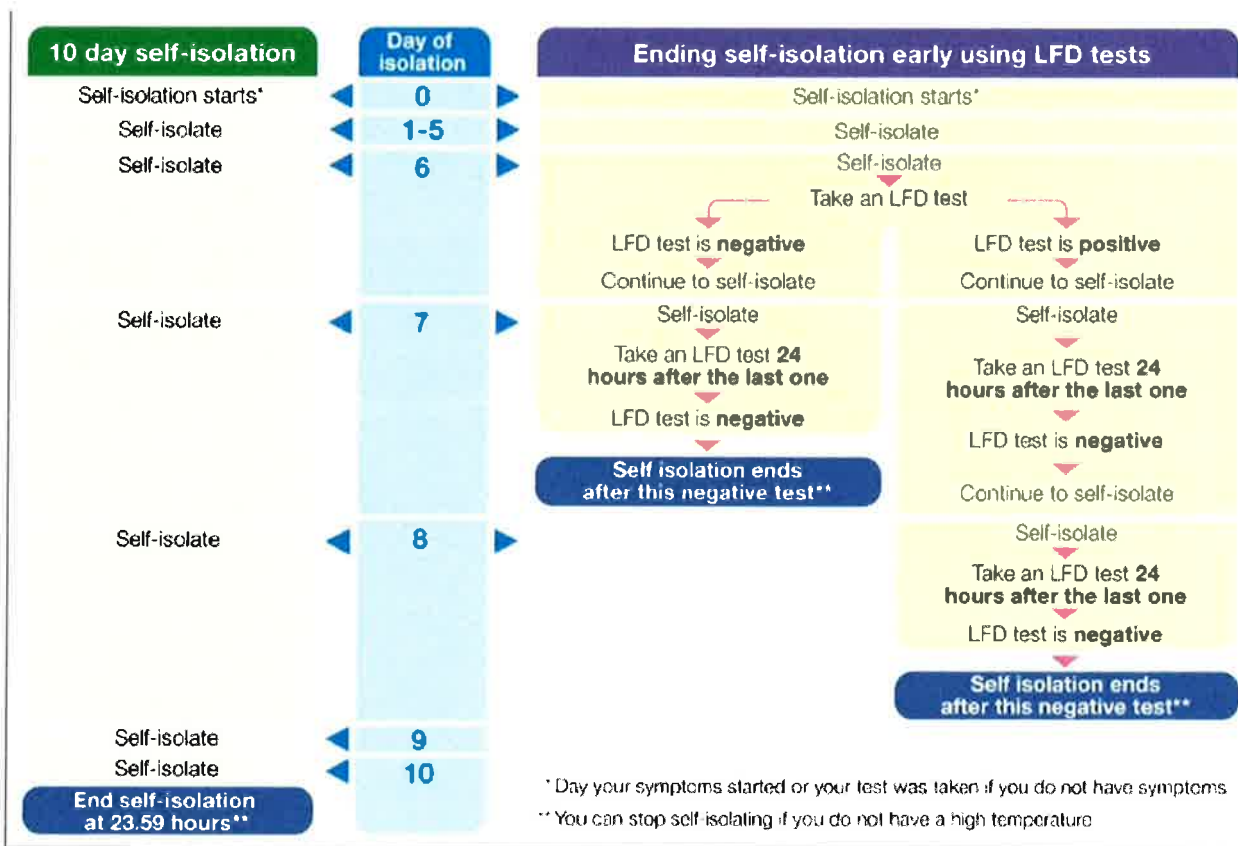 10 day self-isolation
Day of
isolation
Ending self-isolation early using LFD tests
Self-isolation starts*
0
Self-isolation starts*
Self-isolate
1-5
Self-isolate
Self-isolate
6
Self-isolate
Take an LFD test
LFD test is negative
LFD test is positive
Continue to self-isolate
Continue to self-isolate
Self-isolate
7
Self-isolate
Self-isolate
Take an LFD test 24
hours after the last one
Take an LFD test 24
hours after the last one
LFD test is negative
LFD test is negative
Self isolation ends
after this negative test**
Continue to self-isolate
Self-isolate
8
Self-isolate
Take an LFD test 24
hours after the last one
LFD test is negative
Self isolation ends
after this negative test**
Self-isolate
9
Self-isolate
10
End self-isolation
at 23.59 hours**
* Day your symptoms started or your test was taken if you do not have symptoms
** You can stop self-isolating if you do not have a high temperature